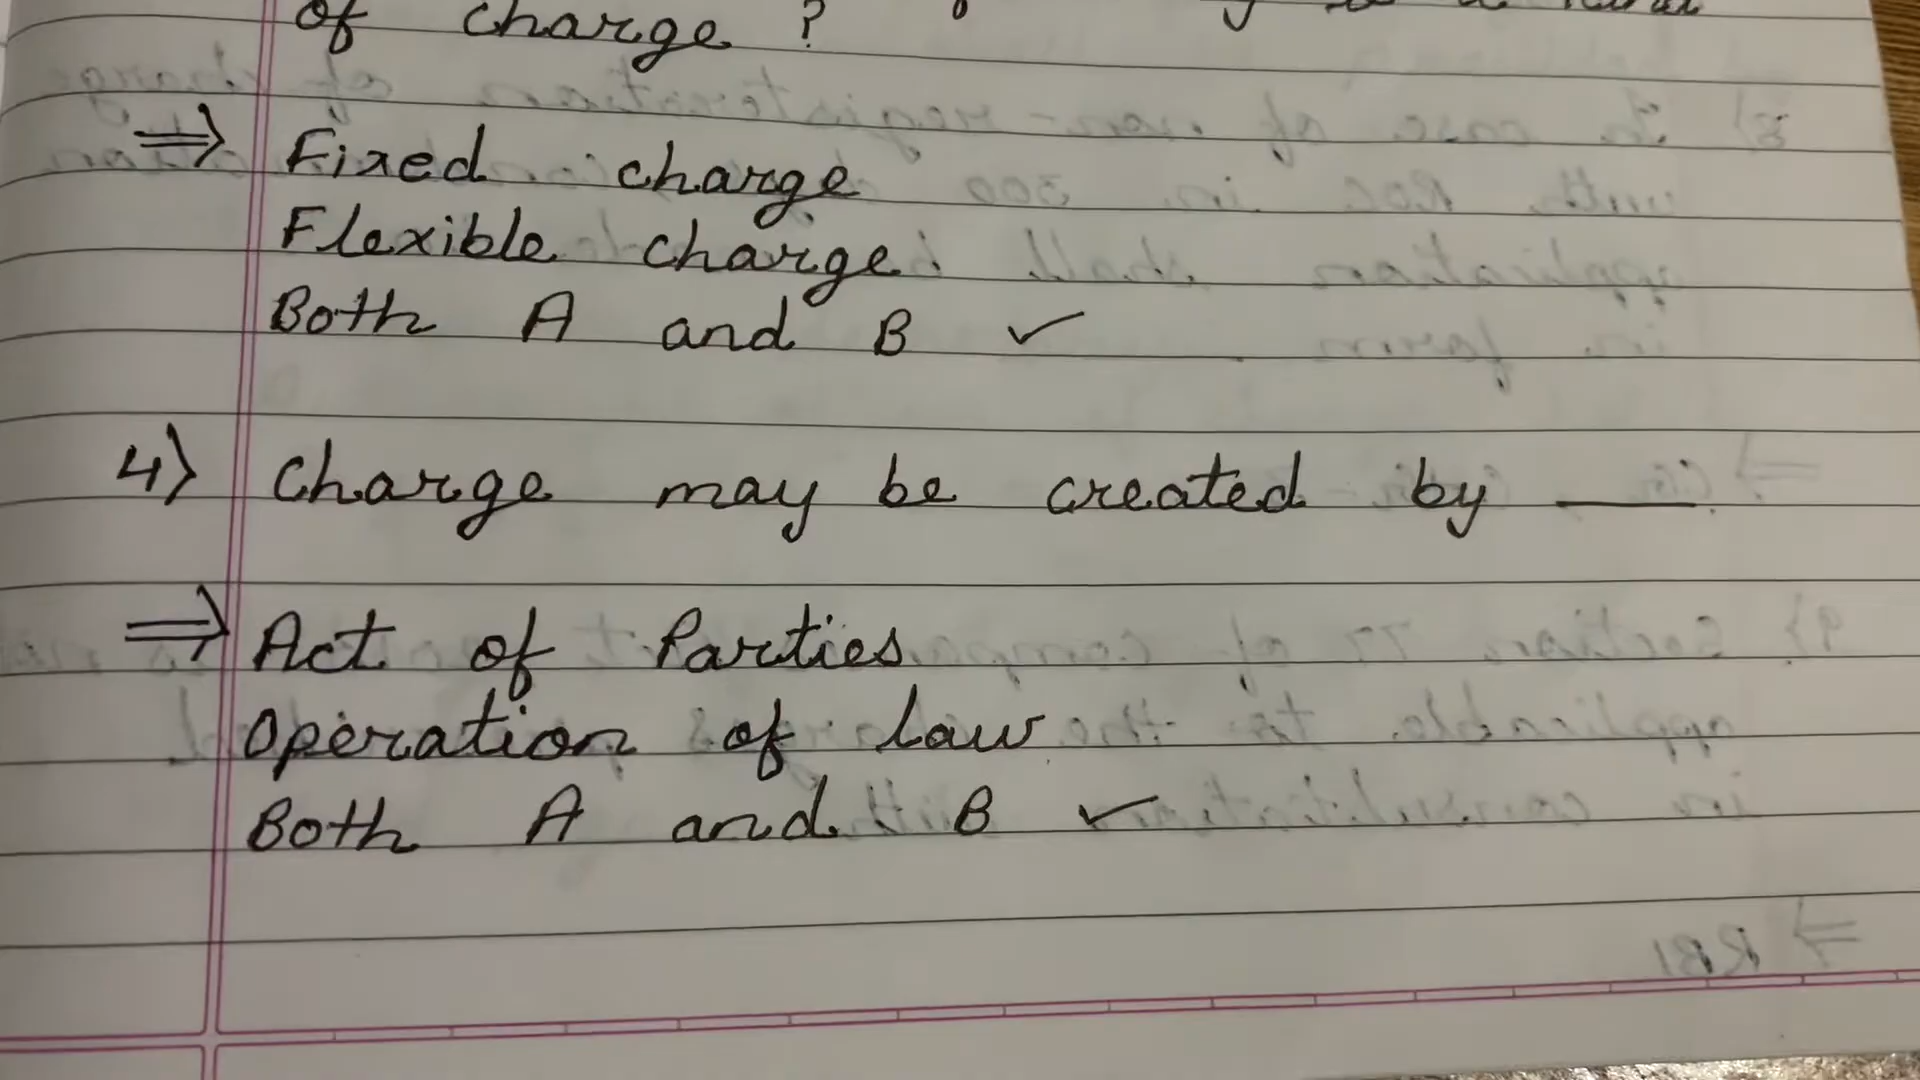 of charge ?
⇒ Fixed charge
Flexible charge
Both A and B ✓
4) Charge may be created by ___
⇒ Act of Parties
Operation of law
Both A and B ✓